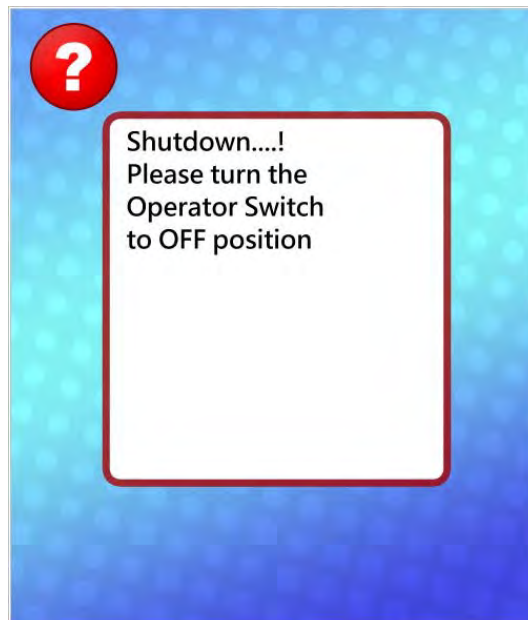 ?
Shutdown....!
Please turn the
Operator Switch
to OFF position